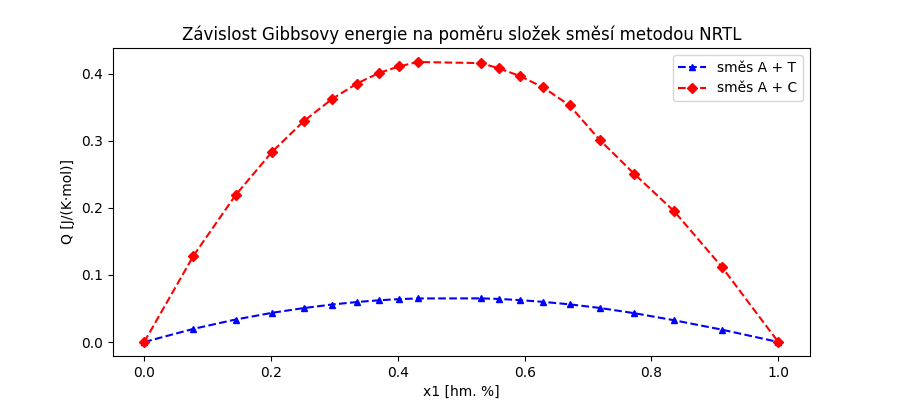 Závislost Gibbsovy energie na poměru složek směsí metodou NRTL
směs A + T
směs A + C
Q [J/(K·mol)]
0.4
0.3
0.2
0.1
0.0
0.0 0.2 0.4 0.6 0.8 1.0
x1 [hm. %]